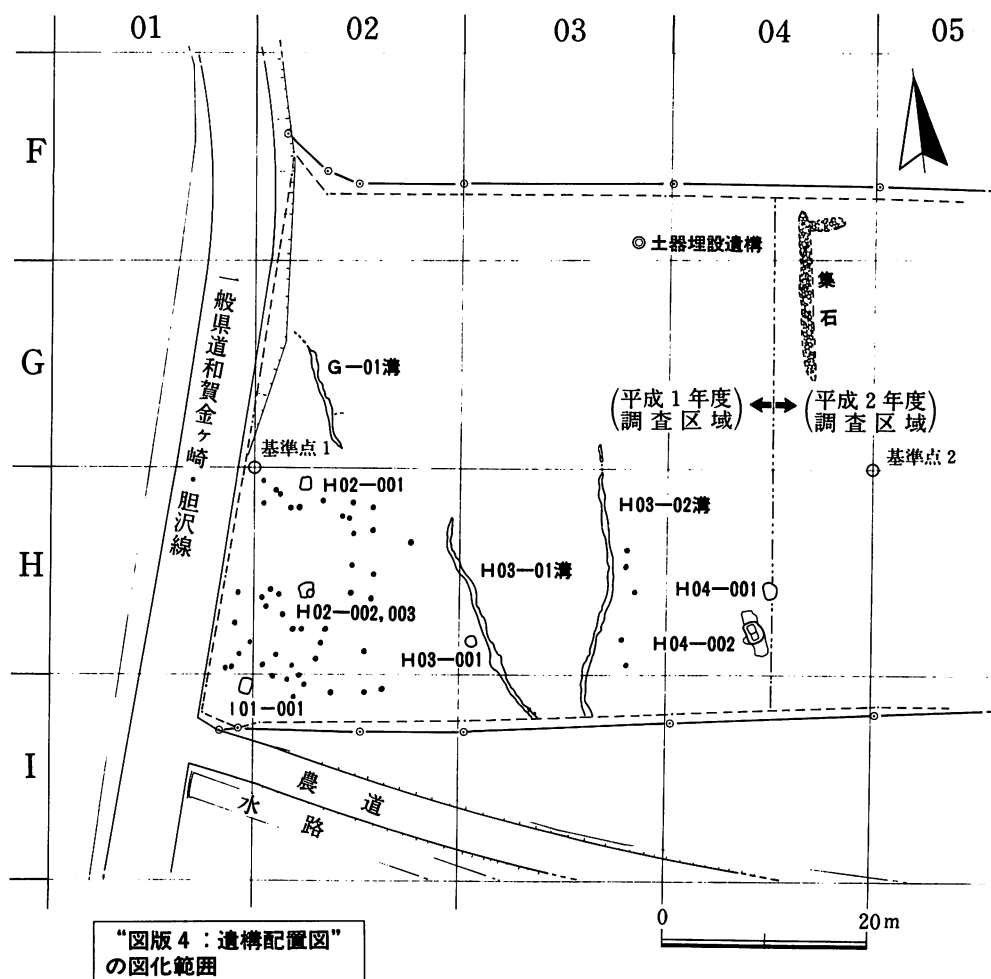 01 02 03 04 05
F
◎土器埋設遺構
集石
一般県道和賀金ヶ崎・胆沢線
G
G—01溝
(平成1年度調査区域)
(平成2年度調査区域)
基準点1
基準点2
H02—001
H03—02溝
H
H03—01溝
H04—001
H02—002,003
H04—002
H03—001
I01—001
I
農道
水路
0 20m
“図版4：遺構配置図”
の図化範囲